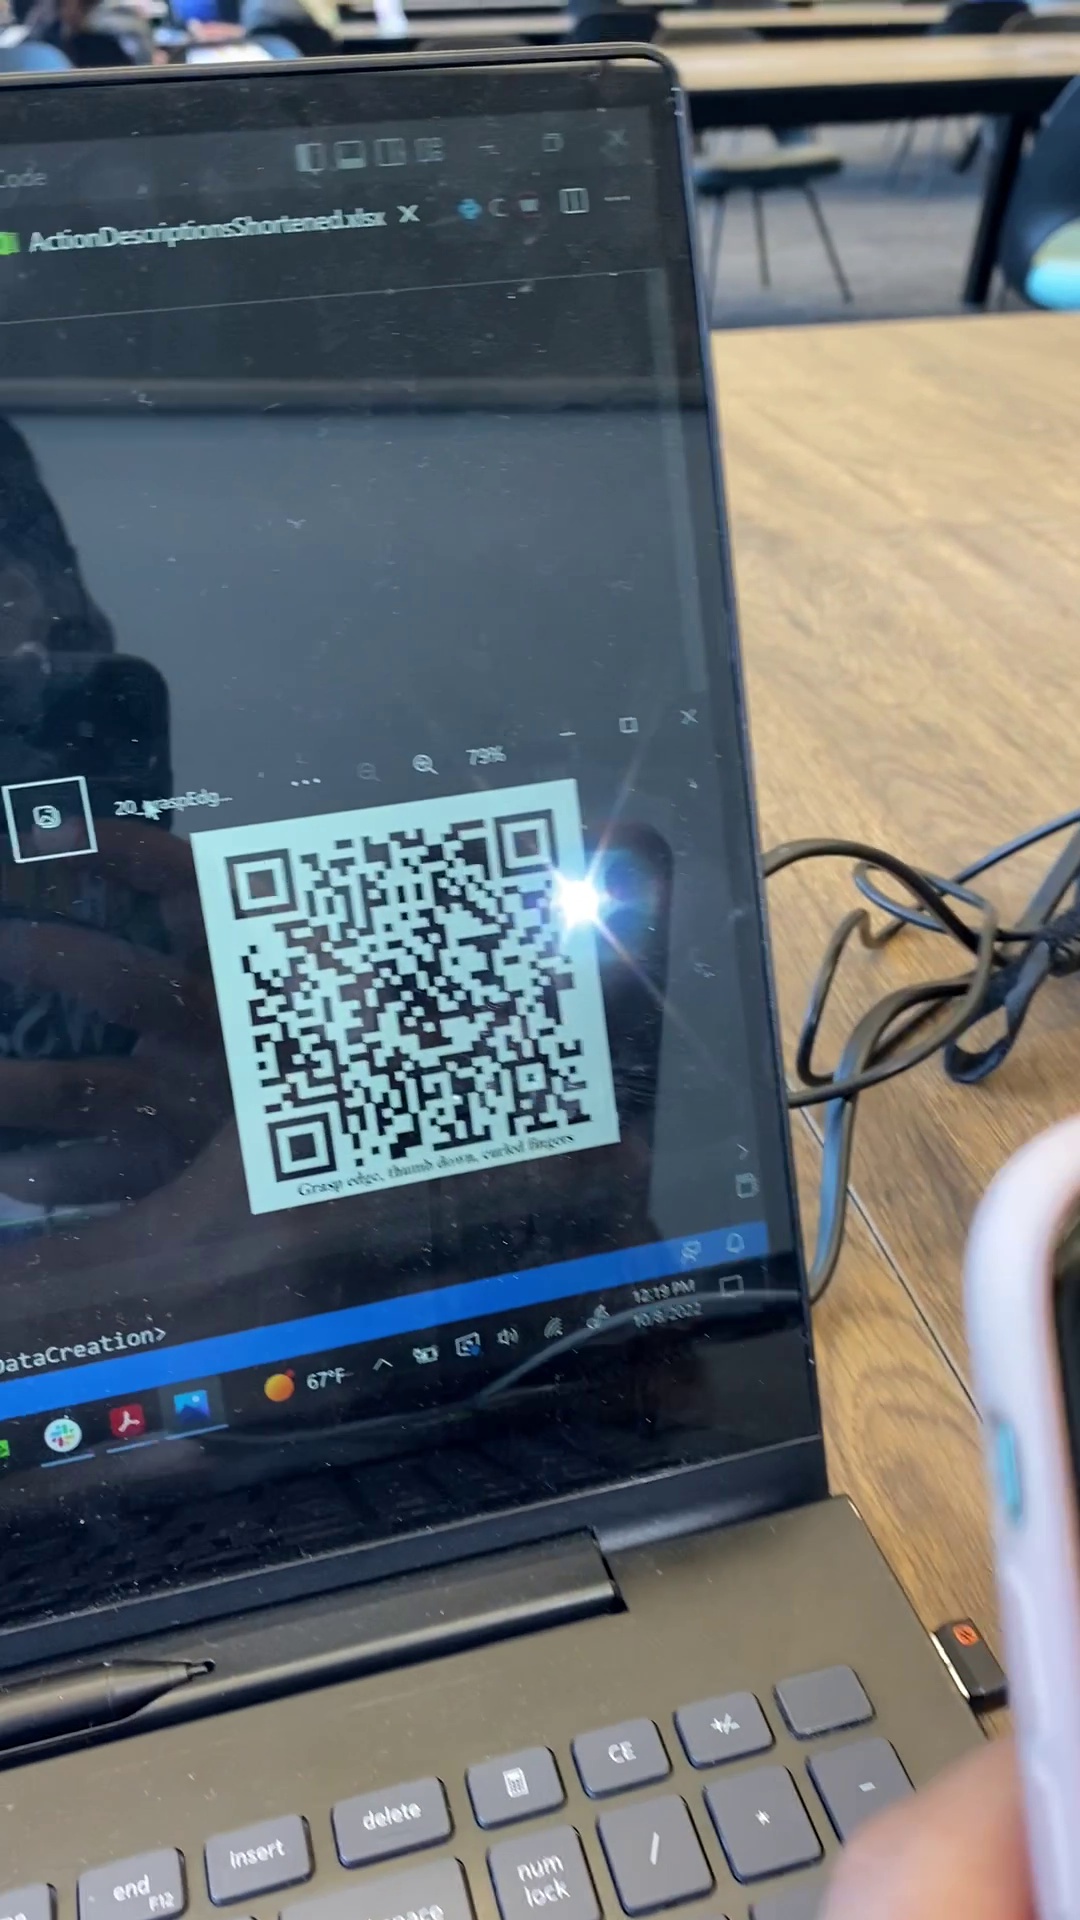 Code
ActionDescriptionsShortened.xlsx
79%
20_graspEdg...
Grasp edge, thumb down, curled fingers
DataCreation>
12:19 PM
67°F
CE
+/-
delete
insert
end
F12
num
lock
/
*
-